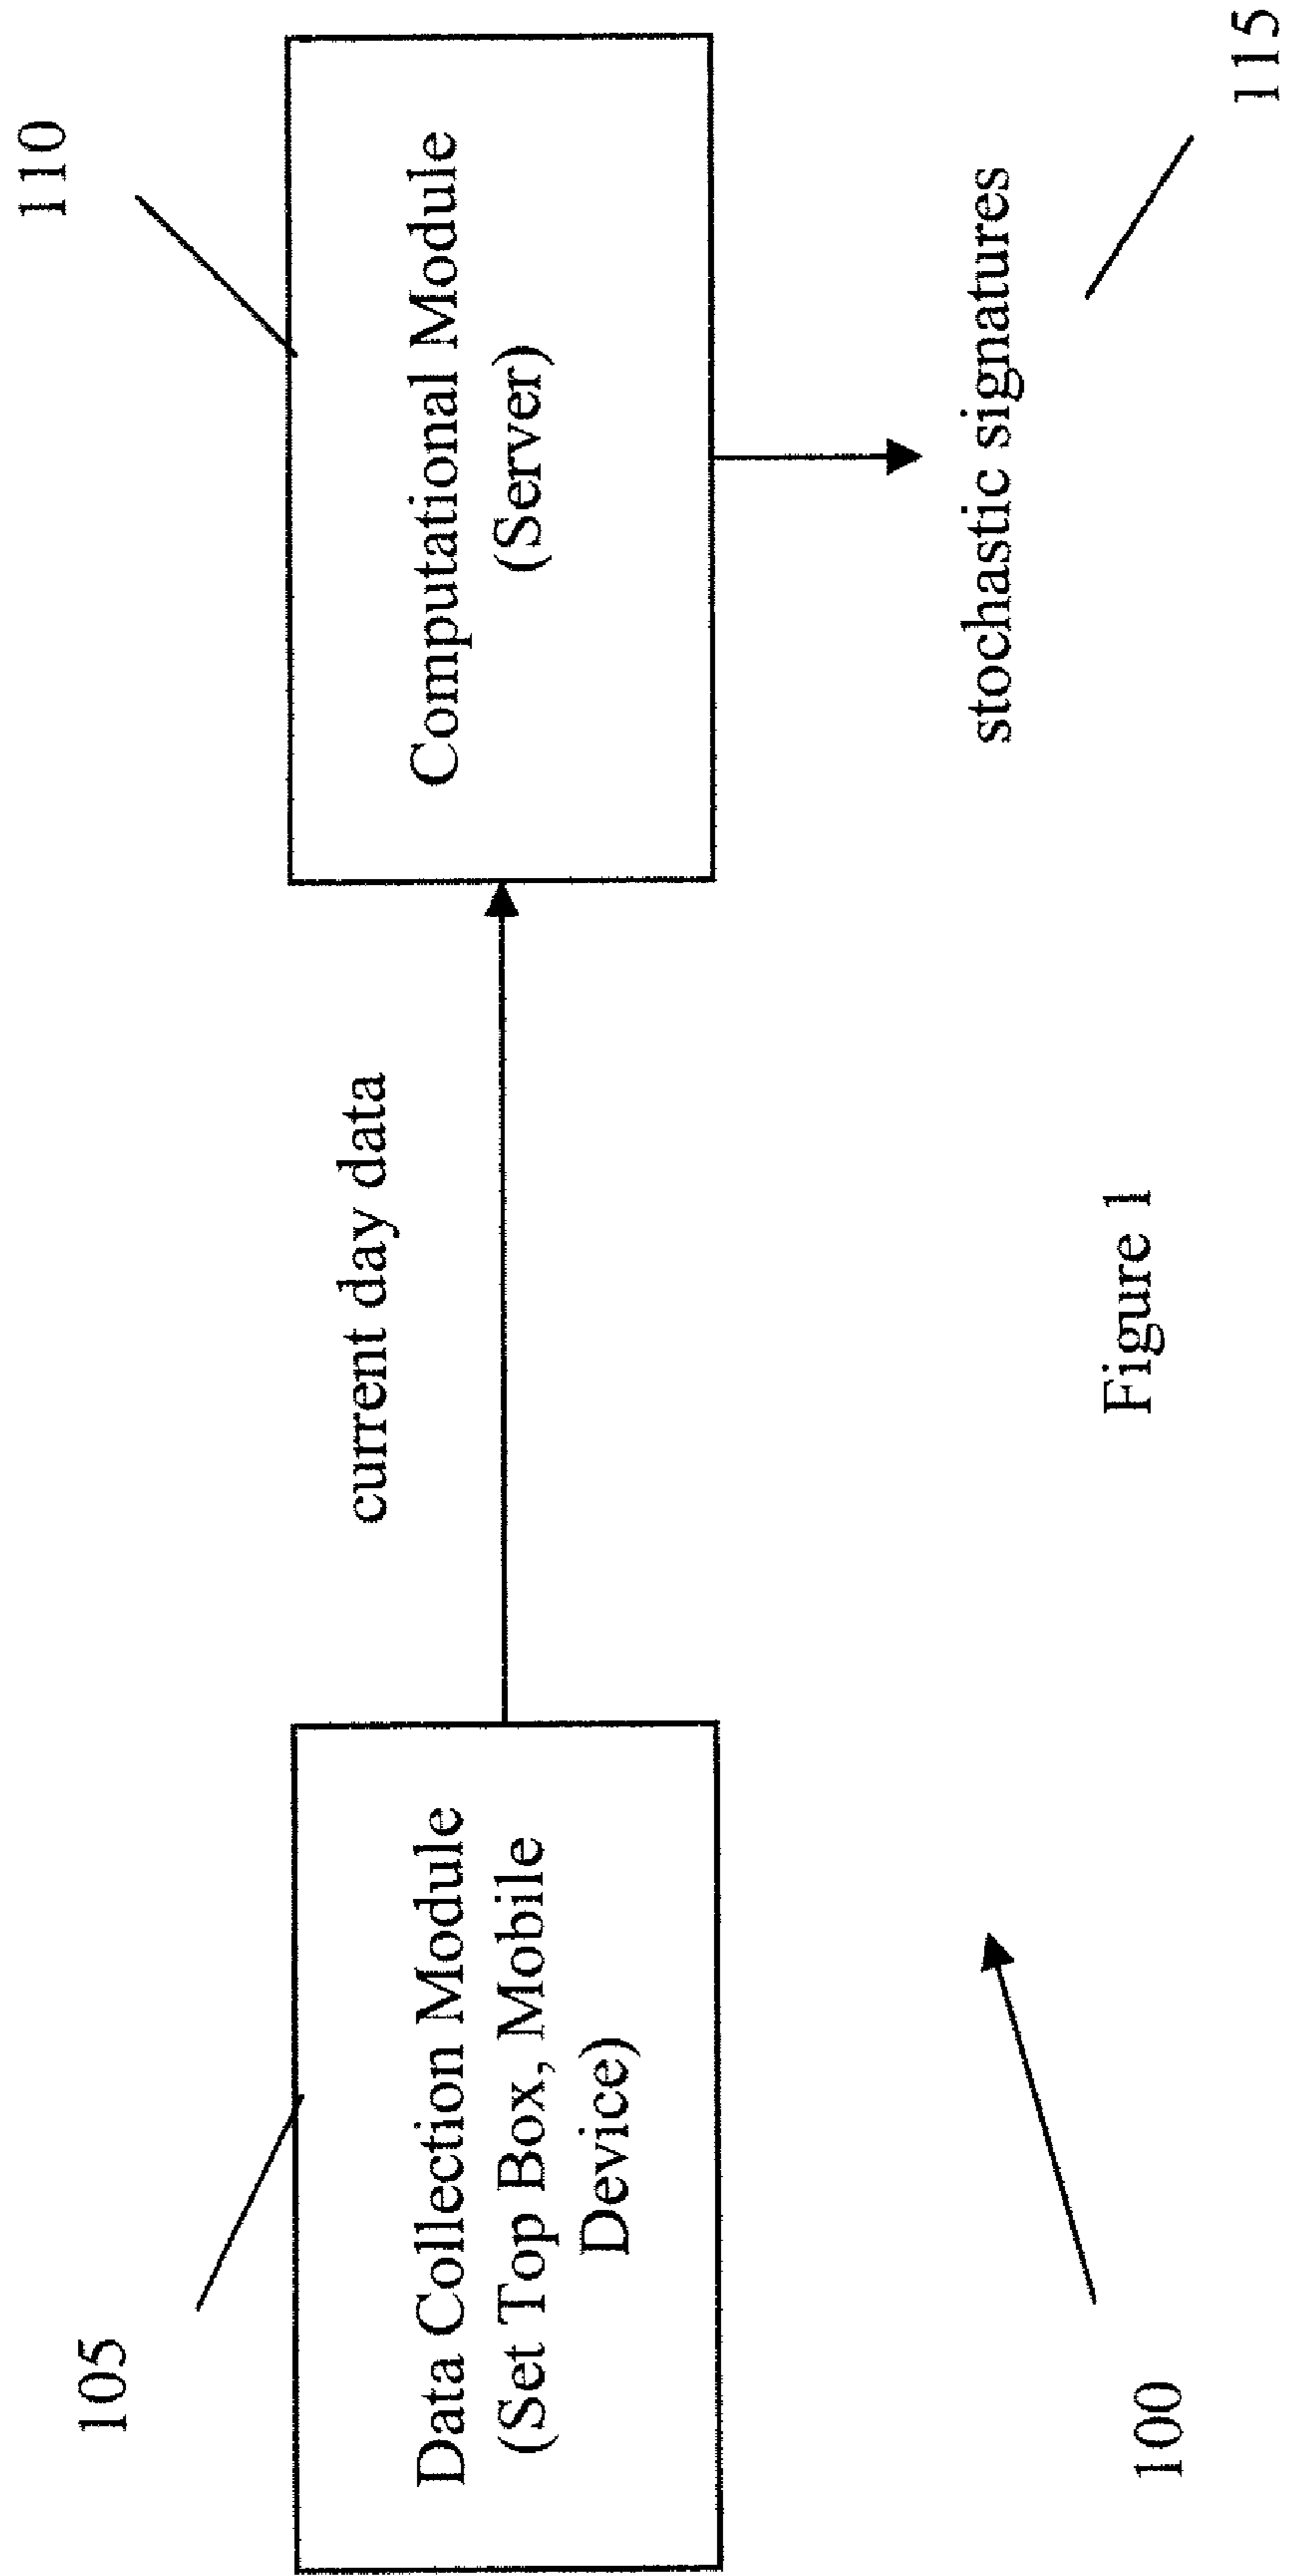 105
Data Collection Module
(Set Top Box, Mobile
Device)
current day data
110
Computational Module
(Server)
stochastic signatures
115
100
Figure 1